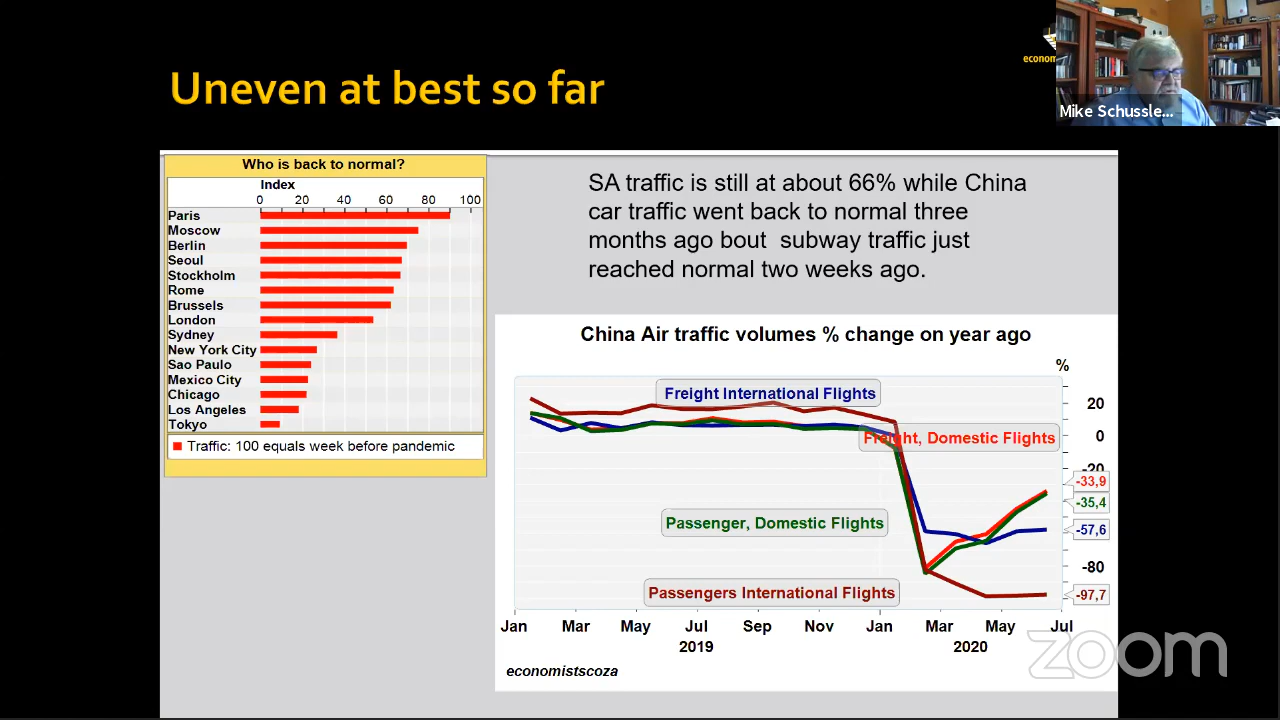 Uneven at best so far
econom
Mike Schussle...
Who is back to normal?
Index
0 20 40 60 80 100
Paris
Moscow
Berlin
Seoul
Stockholm
Rome
Brussels
London
Sydney
New York City
Sao Paulo
Mexico City
Chicago
Los Angeles
Tokyo
Traffic: 100 equals week before pandemic
SA traffic is still at about 66% while China
car traffic went back to normal three
months ago bout subway traffic just
reached normal two weeks ago.
China Air traffic volumes % change on year ago
%
Freight International Flights
20
0
Freight, Domestic Flights
-20
-33,9
-35,4
Passenger, Domestic Flights
-57,6
-80
Passengers International Flights
-97,7
Jan Mar May Jul Sep Nov Jan Mar May Jul
2019 2020
economistscoza
zoom